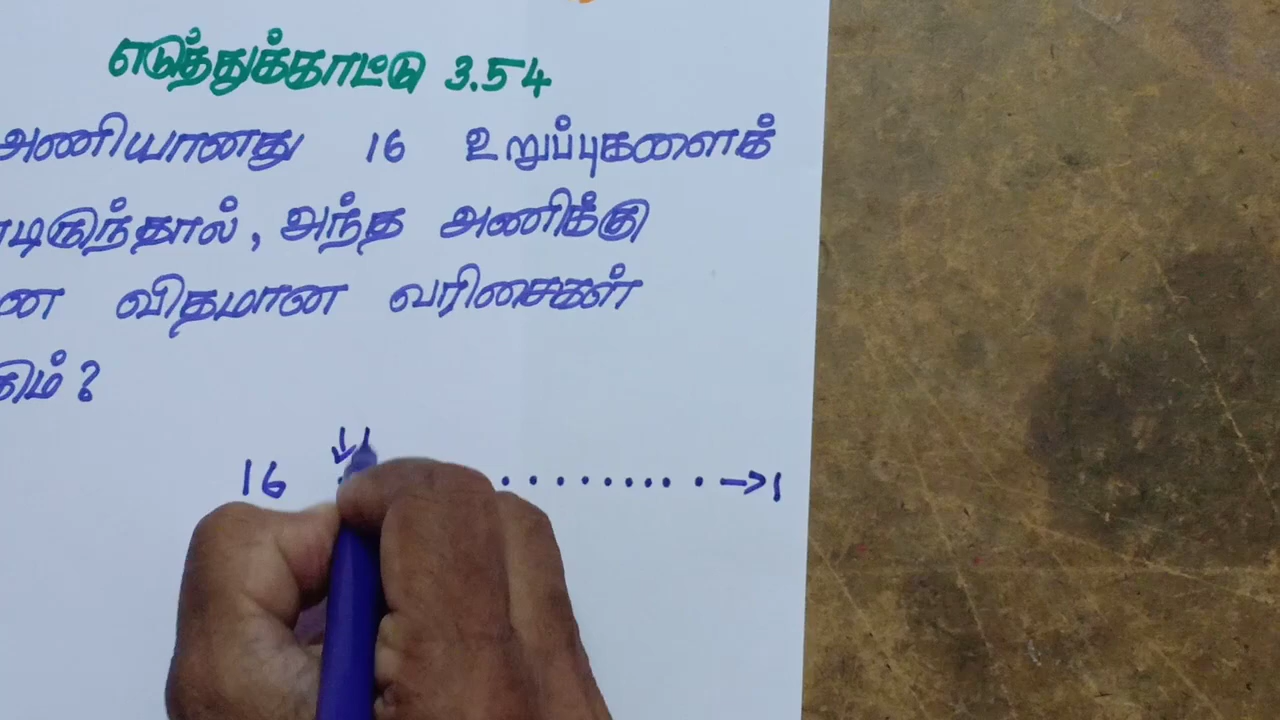 எடுத்துக்காட்டு 3.54
அணியானது 16 உறுப்புகளைக்
டிருந்தால், அந்த அணிக்கு
விதமான வரிசைகள்
16 . . . . . . . . . →1